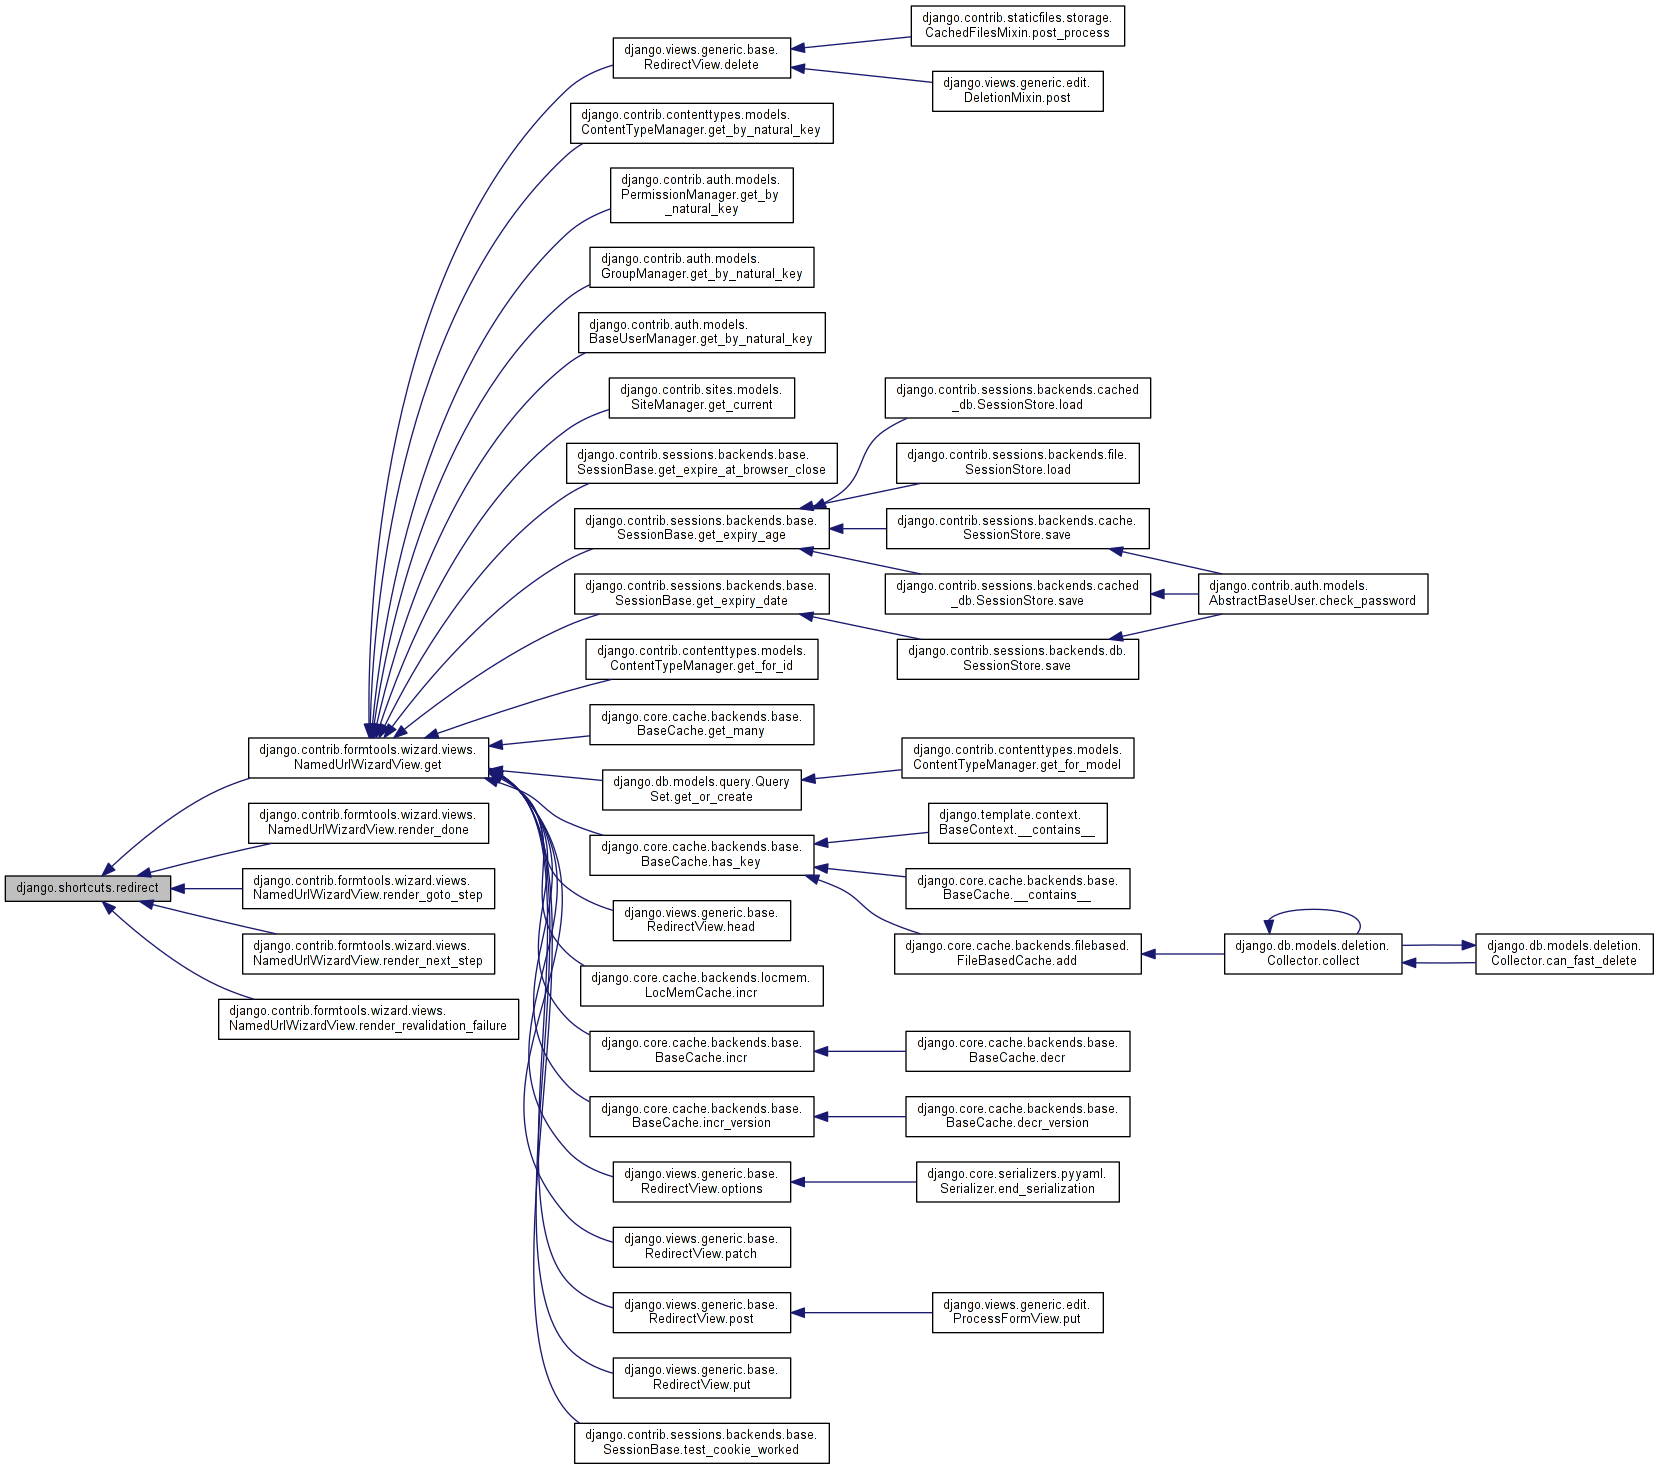 django.contrib.staticfiles.storage.
CachedFilesMixin.post_process
django.views.generic.base.
RedirectView.delete
django.views.generic.edit.
DeletionMixin.post
django.contrib.contenttypes.models.
ContentTypeManager.get_by_natural_key
django.contrib.auth.models.
PermissionManager.get_by
_natural_key
django.contrib.auth.models.
GroupManager.get_by_natural_key
django.contrib.auth.models.
BaseUserManager.get_by_natural_key
django.contrib.sites.models.
SiteManager.get_current
django.contrib.sessions.backends.cached
_db.SessionStore.load
django.contrib.sessions.backends.base.
SessionBase.get_expire_at_browser_close
django.contrib.sessions.backends.file.
SessionStore.load
django.contrib.sessions.backends.base.
SessionBase.get_expiry_age
django.contrib.sessions.backends.cache.
SessionStore.save
django.contrib.sessions.backends.base.
SessionBase.get_expiry_date
django.contrib.sessions.backends.cached
_db.SessionStore.save
django.contrib.auth.models.
AbstractBaseUser.check_password
django.contrib.contenttypes.models.
ContentTypeManager.get_for_id
django.contrib.sessions.backends.db.
SessionStore.save
django.core.cache.backends.base.
BaseCache.get_many
django.contrib.formtools.wizard.views.
NamedUrlWizardView.get
django.db.models.query.Query
Set.get_or_create
django.contrib.contenttypes.models.
ContentTypeManager.get_for_model
django.contrib.formtools.wizard.views.
NamedUrlWizardView.render_done
django.core.cache.backends.base.
BaseCache.has_key
django.template.context.
BaseContext.__contains__
django.shortcuts.redirect
django.contrib.formtools.wizard.views.
NamedUrlWizardView.render_goto_step
django.core.cache.backends.base.
BaseCache.__contains__
django.views.generic.base.
RedirectView.head
django.contrib.formtools.wizard.views.
NamedUrlWizardView.render_next_step
django.core.cache.backends.filebased.
FileBasedCache.add
django.db.models.deletion.
Collector.collect
django.db.models.deletion.
Collector.can_fast_delete
django.core.cache.backends.locmem.
LocMemCache.incr
django.contrib.formtools.wizard.views.
NamedUrlWizardView.render_revalidation_failure
django.core.cache.backends.base.
BaseCache.incr
django.core.cache.backends.base.
BaseCache.decr
django.core.cache.backends.base.
BaseCache.incr_version
django.core.cache.backends.base.
BaseCache.decr_version
django.views.generic.base.
RedirectView.options
django.core.serializers.pyyaml.
Serializer.end_serialization
django.views.generic.base.
RedirectView.patch
django.views.generic.base.
RedirectView.post
django.views.generic.edit.
ProcessFormView.put
django.views.generic.base.
RedirectView.put
django.contrib.sessions.backends.base.
SessionBase.test_cookie_worked